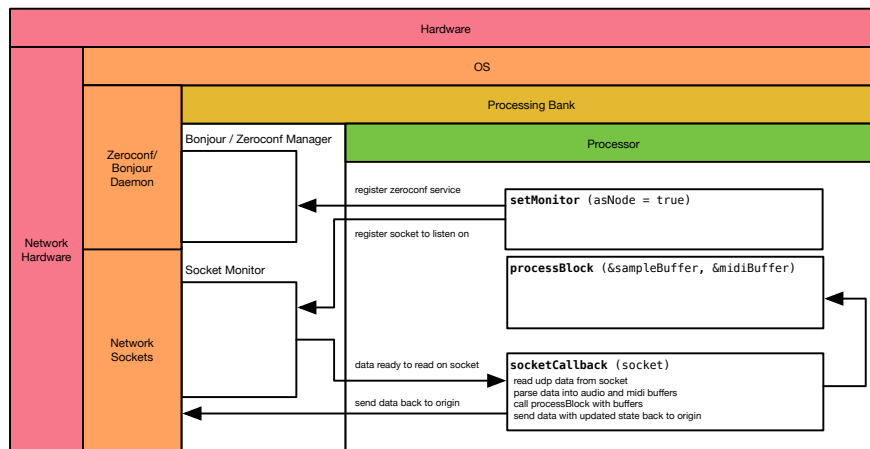 Hardware
OS
Processing Bank
Processor
Zeroconf/
Bonjour
Daemon
Bonjour / Zeroconf Manager
register zeroconf service
setMonitor (asNode = true)
register socket to listen on
Network
Hardware
processBlock (&sampleBuffer, &midiBuffer)
Socket Monitor
Network
Sockets
data ready to read on socket
socketCallback (socket)
read udp data from socket
parse data into audio and midi buffers
call processBlock with buffers
send data with updated state back to origin
send data back to origin